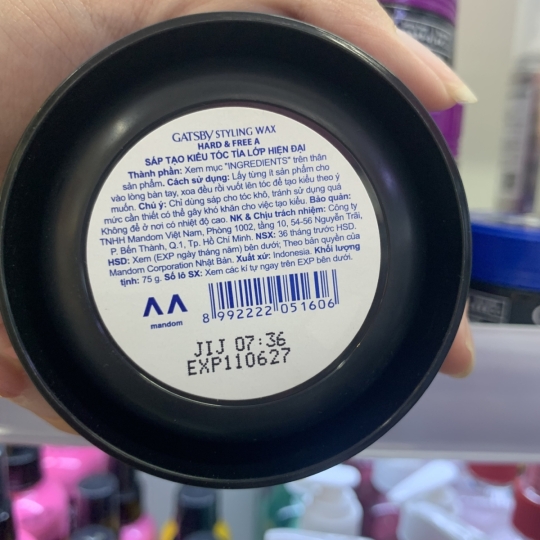 GATSBY STYLING WAX
HARD & FREE A
SÁP TẠO KIỂU TÓC TỈA LỚP HIỆN ĐẠI
Thành phần: Xem mục "INGREDIENTS" trên thân
sản phẩm. Cách sử dụng: Lấy từng ít sản phẩm cho
vào lòng bàn tay, xoa đều rồi vuốt lên tóc để tạo kiểu theo ý
muốn. Chú ý: Chỉ dùng sáp cho tóc khô, tránh sử dụng quá
mức cần thiết có thể gây khó khăn cho việc tạo kiểu. Bảo quản:
Không để ở nơi có nhiệt độ cao. NK & Chịu trách nhiệm: Công ty
TNHH Mandom Việt Nam, Phòng 1002, tầng 10, 54-56 Nguyễn Trãi,
P. Bến Thành, Q.1, Tp. Hồ Chí Minh. NSX: 36 tháng trước HSD.
HSD: Xem (EXP ngày tháng năm) bên dưới; Theo bản quyền của
Mandom Corporation Nhật Bản. Xuất xứ: Indonesia. Khối lượng
tịnh: 75 g. Số lô SX: Xem các kí tự ngay trên EXP bên dưới.
mandom
8 992222 051606
JIJ 07:36
EXP110627